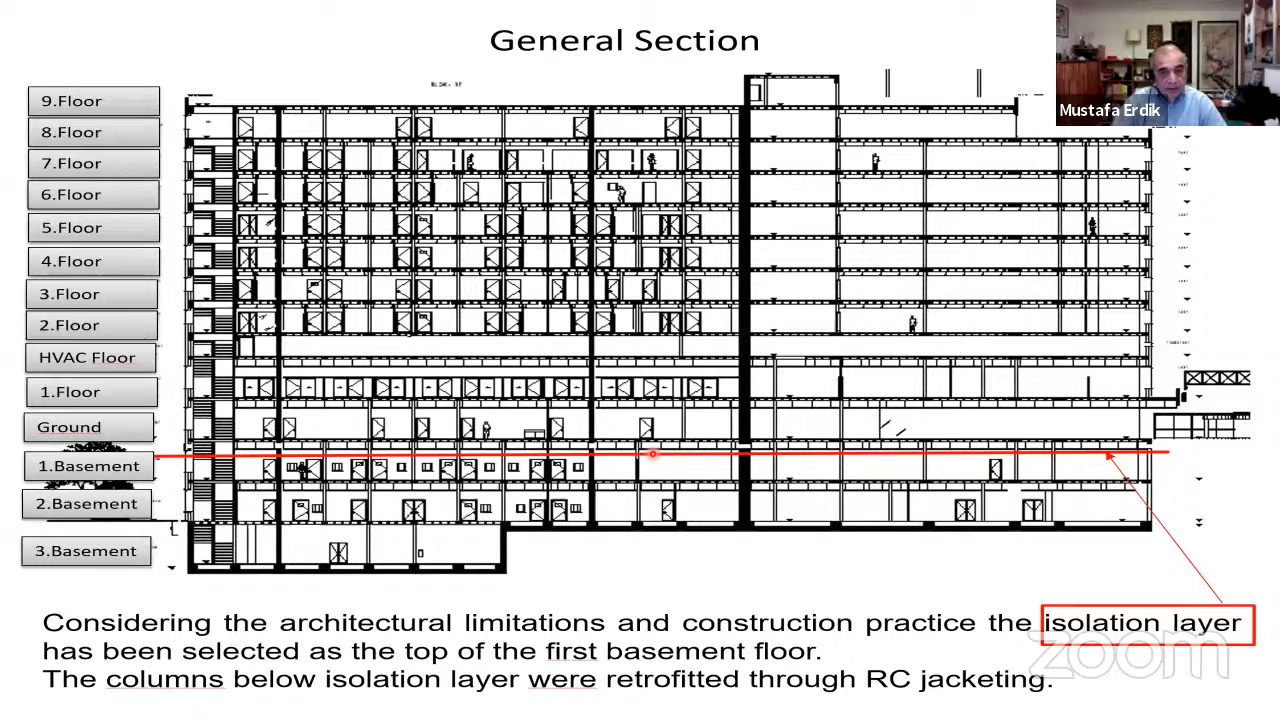 General Section
Mustafa Erdik
9.Floor
8.Floor
7.Floor
6.Floor
5.Floor
4.Floor
3.Floor
2.Floor
HVAC Floor
1.Floor
Ground
1.Basement
2.Basement
3.Basement
Considering the architectural limitations and construction practice the isolation layer
has been selected as the top of the first basement floor.
The columns below isolation layer were retrofitted through RC jacketing.
zoom